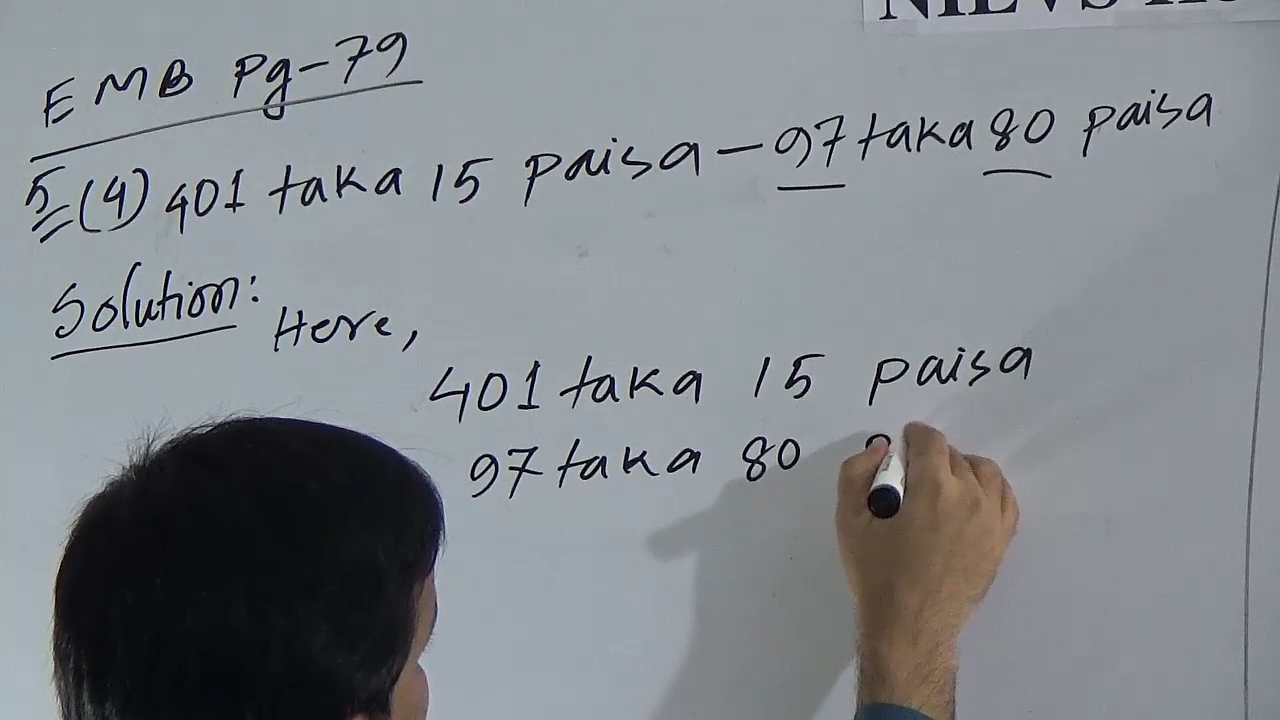 EMB Pg-79
5 (4) 401 taka 15 paisa - 97 taka 80 paisa
Solution: Here,
401 taka 15 paisa
97 taka 80